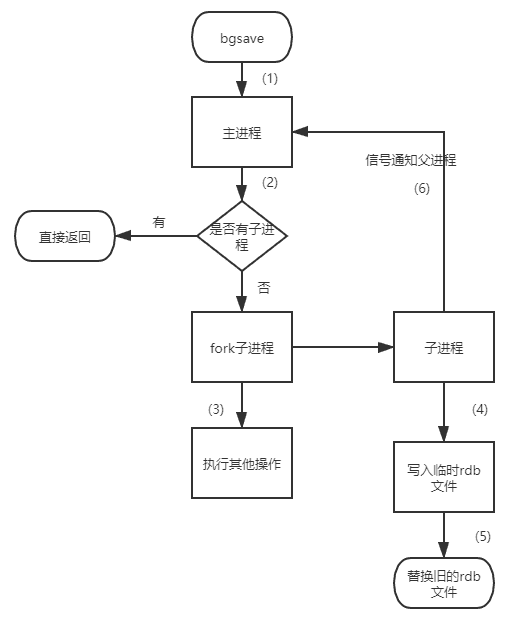 bgsave
(1)
主进程
信号通知父进程
(2)
(6)
有
直接返回
是否有子进
程
否
fork子进程
子进程
(3)
(4)
执行其他操作
写入临时rdb
文件
(5)
替换旧的rdb
文件